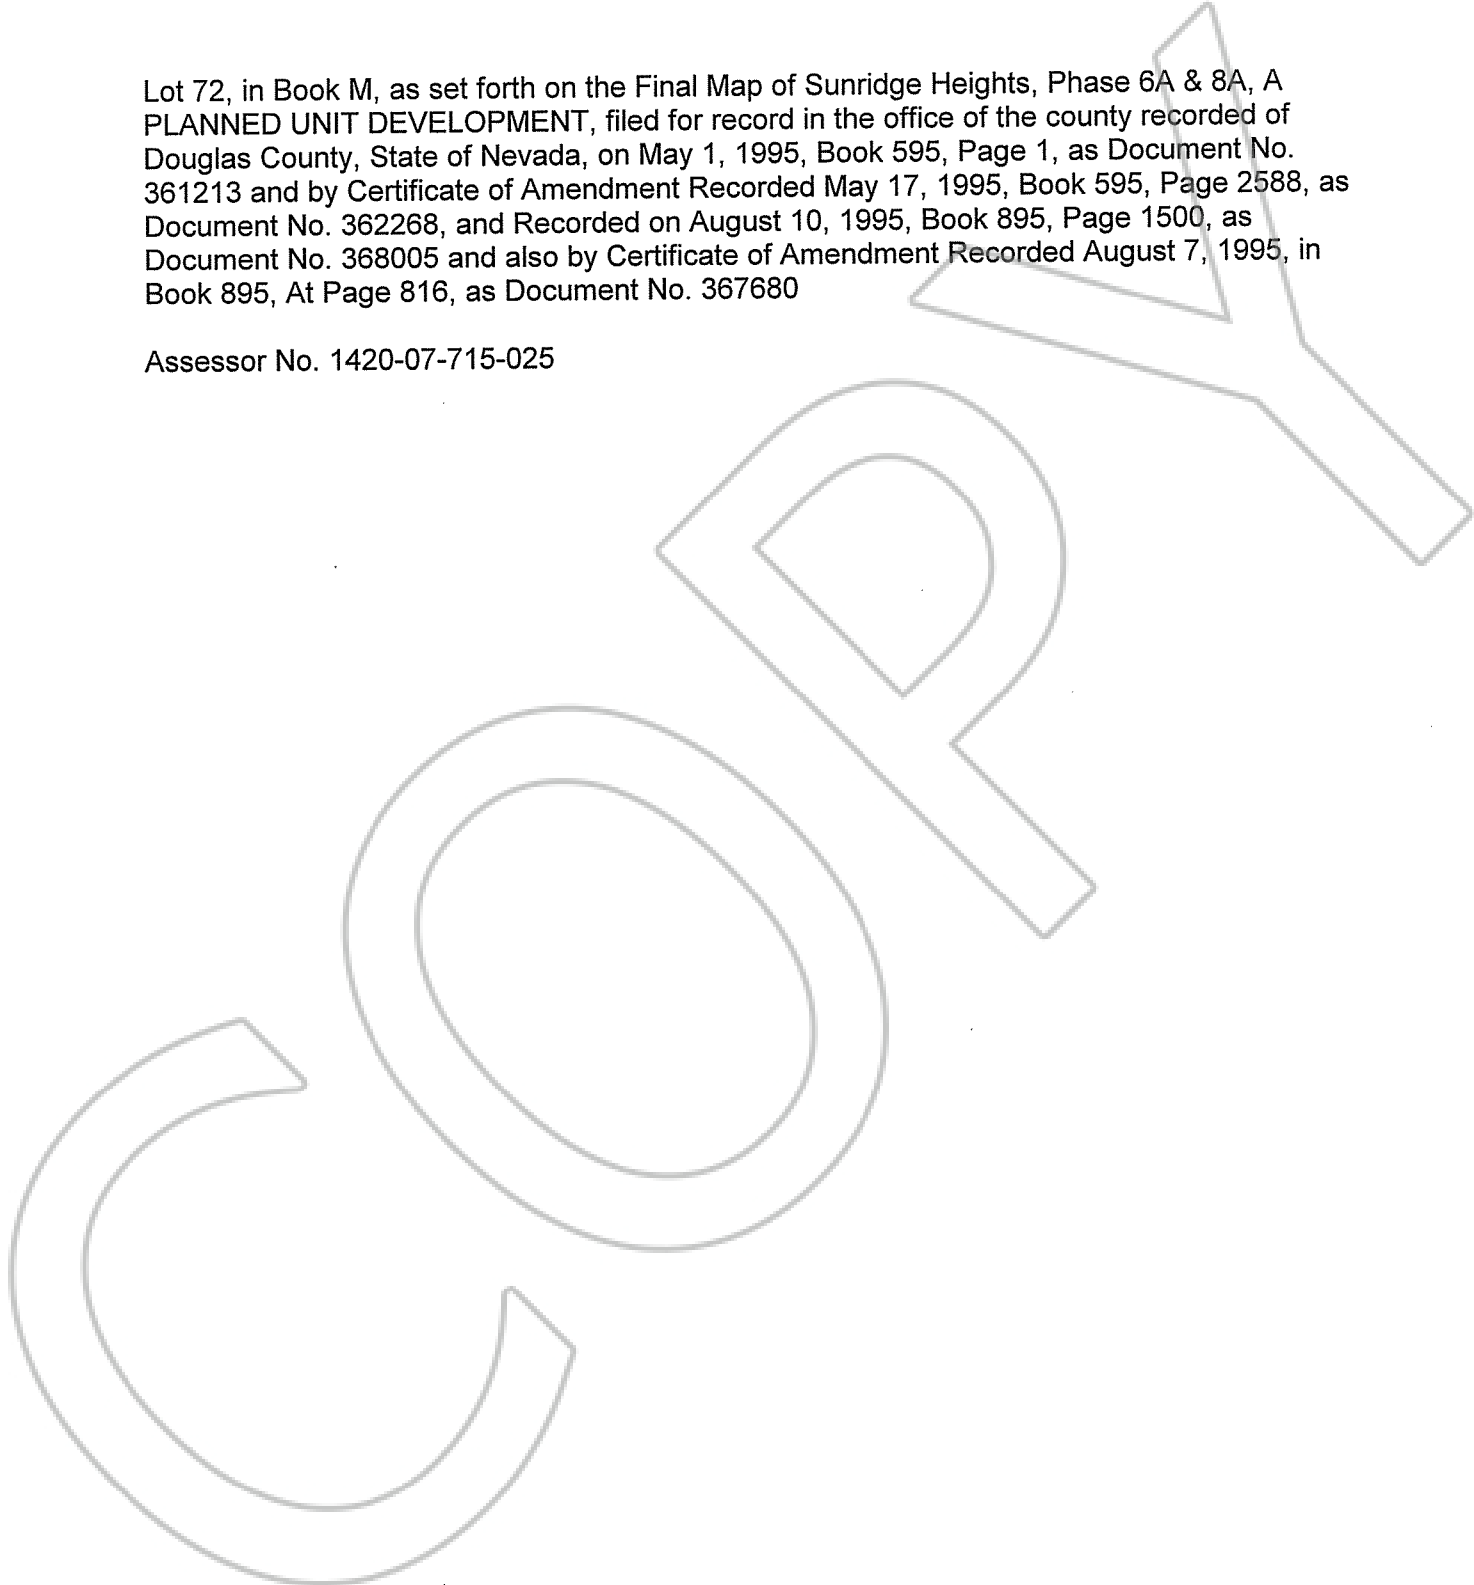 Lot 72, in Book M, as set forth on the Final Map of Sunridge Heights, Phase 6A & 8A, A
PLANNED UNIT DEVELOPMENT, filed for record in the office of the county recorded of
Douglas County, State of Nevada, on May 1, 1995, Book 595, Page 1, as Document No.
361213 and by Certificate of Amendment Recorded May 17, 1995, Book 595, Page 2588, as
Document No. 362268, and Recorded on August 10, 1995, Book 895, Page 1500, as
Document No. 368005 and also by Certificate of Amendment Recorded August 7, 1995, in
Book 895, At Page 816, as Document No. 367680
Assessor No. 1420-07-715-025
COPY